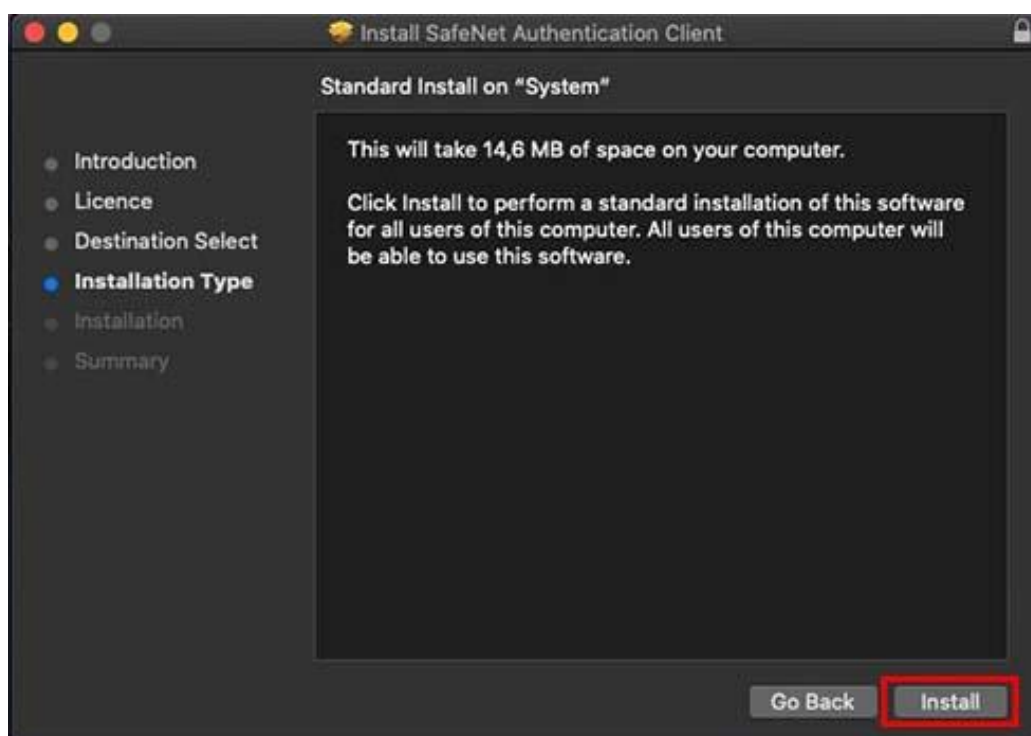 Install SafeNet Authentication Client
Standard Install on "System"
Introduction
Licence
Destination Select
Installation Type
Installation
Summary
This will take 14,6 MB of space on your computer.
Click Install to perform a standard installation of this software
for all users of this computer. All users of this computer will
be able to use this software.
Go Back
Install